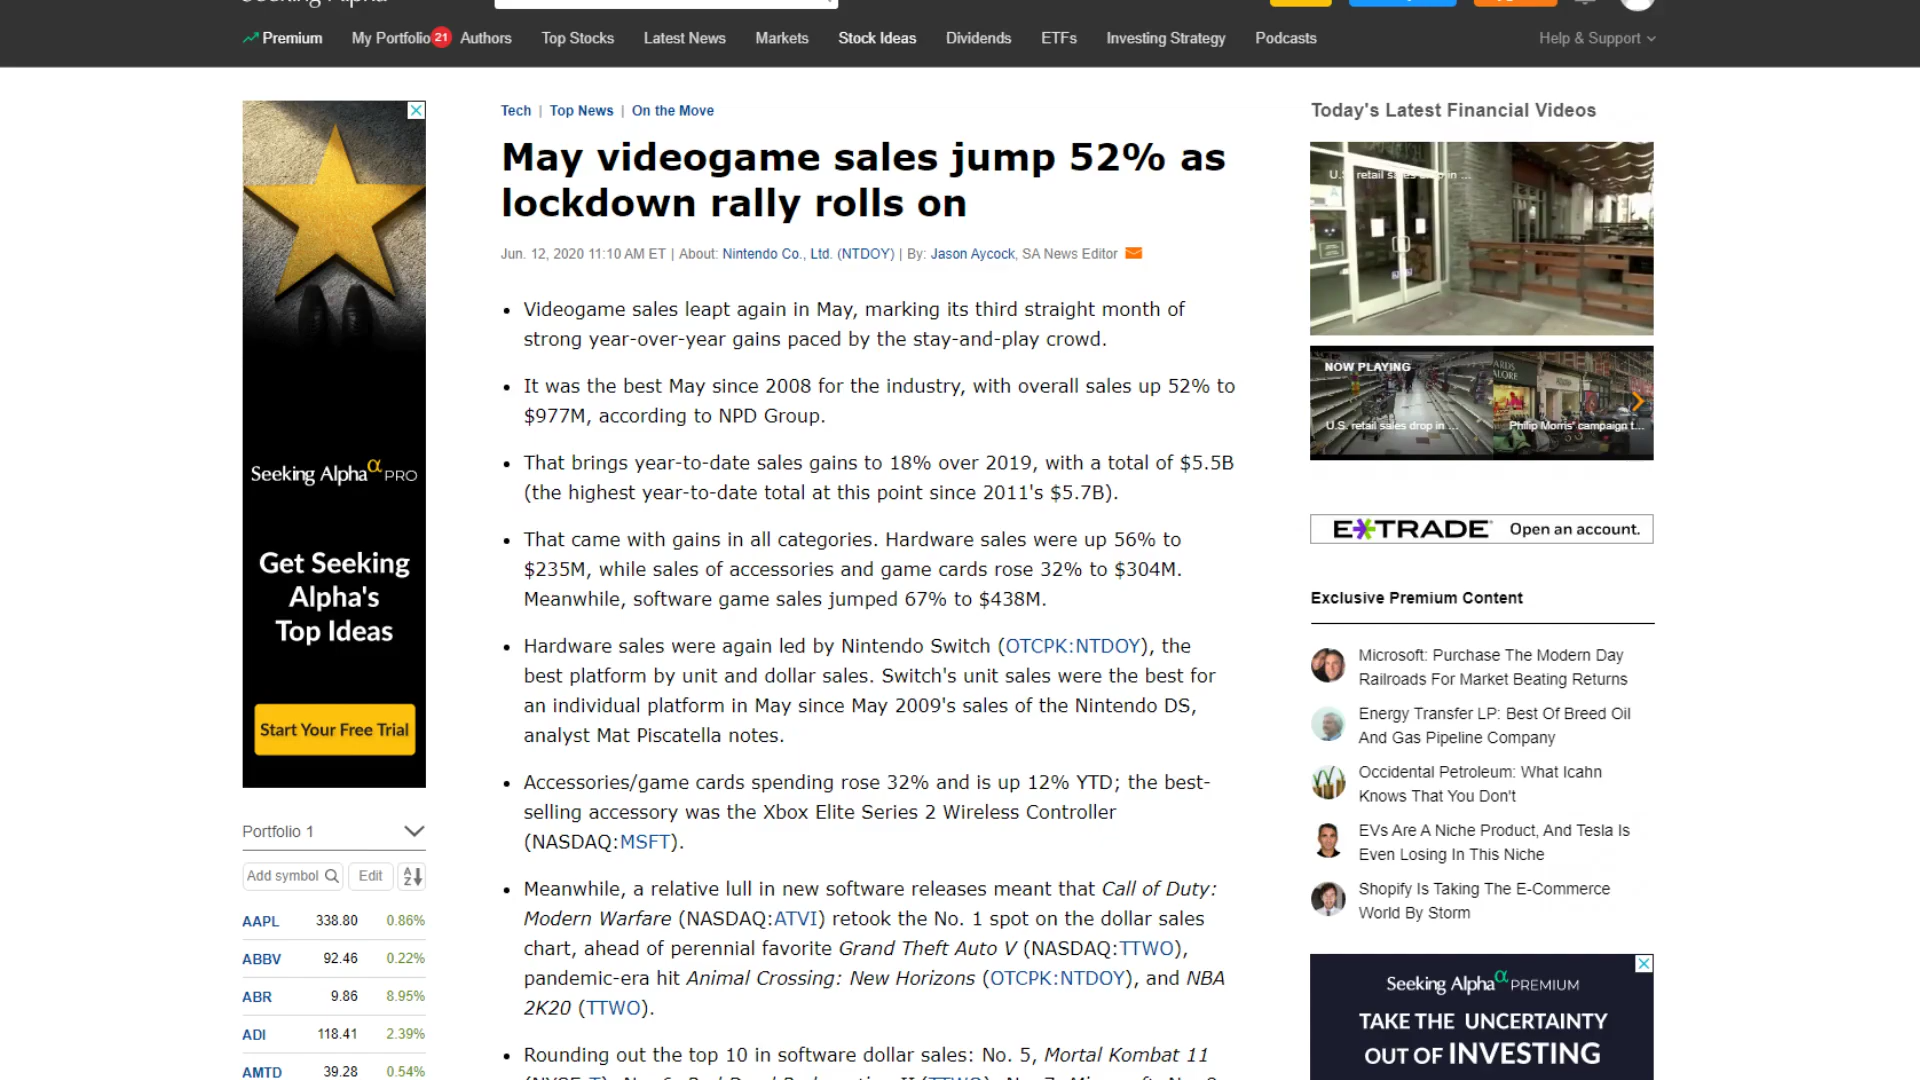 Seeking Alpha
Premium My Portfolio 21 Authors Top Stocks Latest News Markets Stock Ideas Dividends ETFs Investing Strategy Podcasts Help & Support
Tech | Top News | On the Move
May videogame sales jump 52% as
lockdown rally rolls on
Jun. 12, 2020 11:10 AM ET | About: Nintendo Co., Ltd. (NTDOY) | By: Jason Aycock, SA News Editor
• Videogame sales leapt again in May, marking its third straight month of
strong year-over-year gains paced by the stay-and-play crowd.
• It was the best May since 2008 for the industry, with overall sales up 52% to
$977M, according to NPD Group.
• That brings year-to-date sales gains to 18% over 2019, with a total of $5.5B
(the highest year-to-date total at this point since 2011's $5.7B).
• That came with gains in all categories. Hardware sales were up 56% to
$235M, while sales of accessories and game cards rose 32% to $304M.
Meanwhile, software game sales jumped 67% to $438M.
• Hardware sales were again led by Nintendo Switch (OTCPK:NTDOY), the
best platform by unit and dollar sales. Switch's unit sales were the best for
an individual platform in May since May 2009's sales of the Nintendo DS,
analyst Mat Piscatella notes.
• Accessories/game cards spending rose 32% and is up 12% YTD; the best-
selling accessory was the Xbox Elite Series 2 Wireless Controller
(NASDAQ:MSFT).
• Meanwhile, a relative lull in new software releases meant that Call of Duty:
Modern Warfare (NASDAQ:ATVI) retook the No. 1 spot on the dollar sales
chart, ahead of perennial favorite Grand Theft Auto V (NASDAQ:TTWO),
pandemic-era hit Animal Crossing: New Horizons (OTCPK:NTDOY), and NBA
2K20 (TTWO).
• Rounding out the top 10 in software dollar sales: No. 5, Mortal Kombat 11
Seeking Alphaα PRO
Get Seeking
Alpha's
Top Ideas
Start Your Free Trial
Portfolio 1
Add symbol Edit A Z
AAPL 338.80 0.86%
ABBV 92.46 0.22%
ABR 9.86 8.95%
ADI 118.41 2.39%
AMTD 39.28 0.54%
Today's Latest Financial Videos
U.S. retail sales drop in ...
NOW PLAYING
U.S. retail sales drop in ...
Philip Morris' campaign t...
E*TRADE Open an account.
Exclusive Premium Content
Microsoft: Purchase The Modern Day
Railroads For Market Beating Returns
Energy Transfer LP: Best Of Breed Oil
And Gas Pipeline Company
Occidental Petroleum: What Icahn
Knows That You Don't
EVs Are A Niche Product, And Tesla Is
Even Losing In This Niche
Shopify Is Taking The E-Commerce
World By Storm
Seeking Alphaα PREMIUM
TAKE THE UNCERTAINTY
OUT OF INVESTING